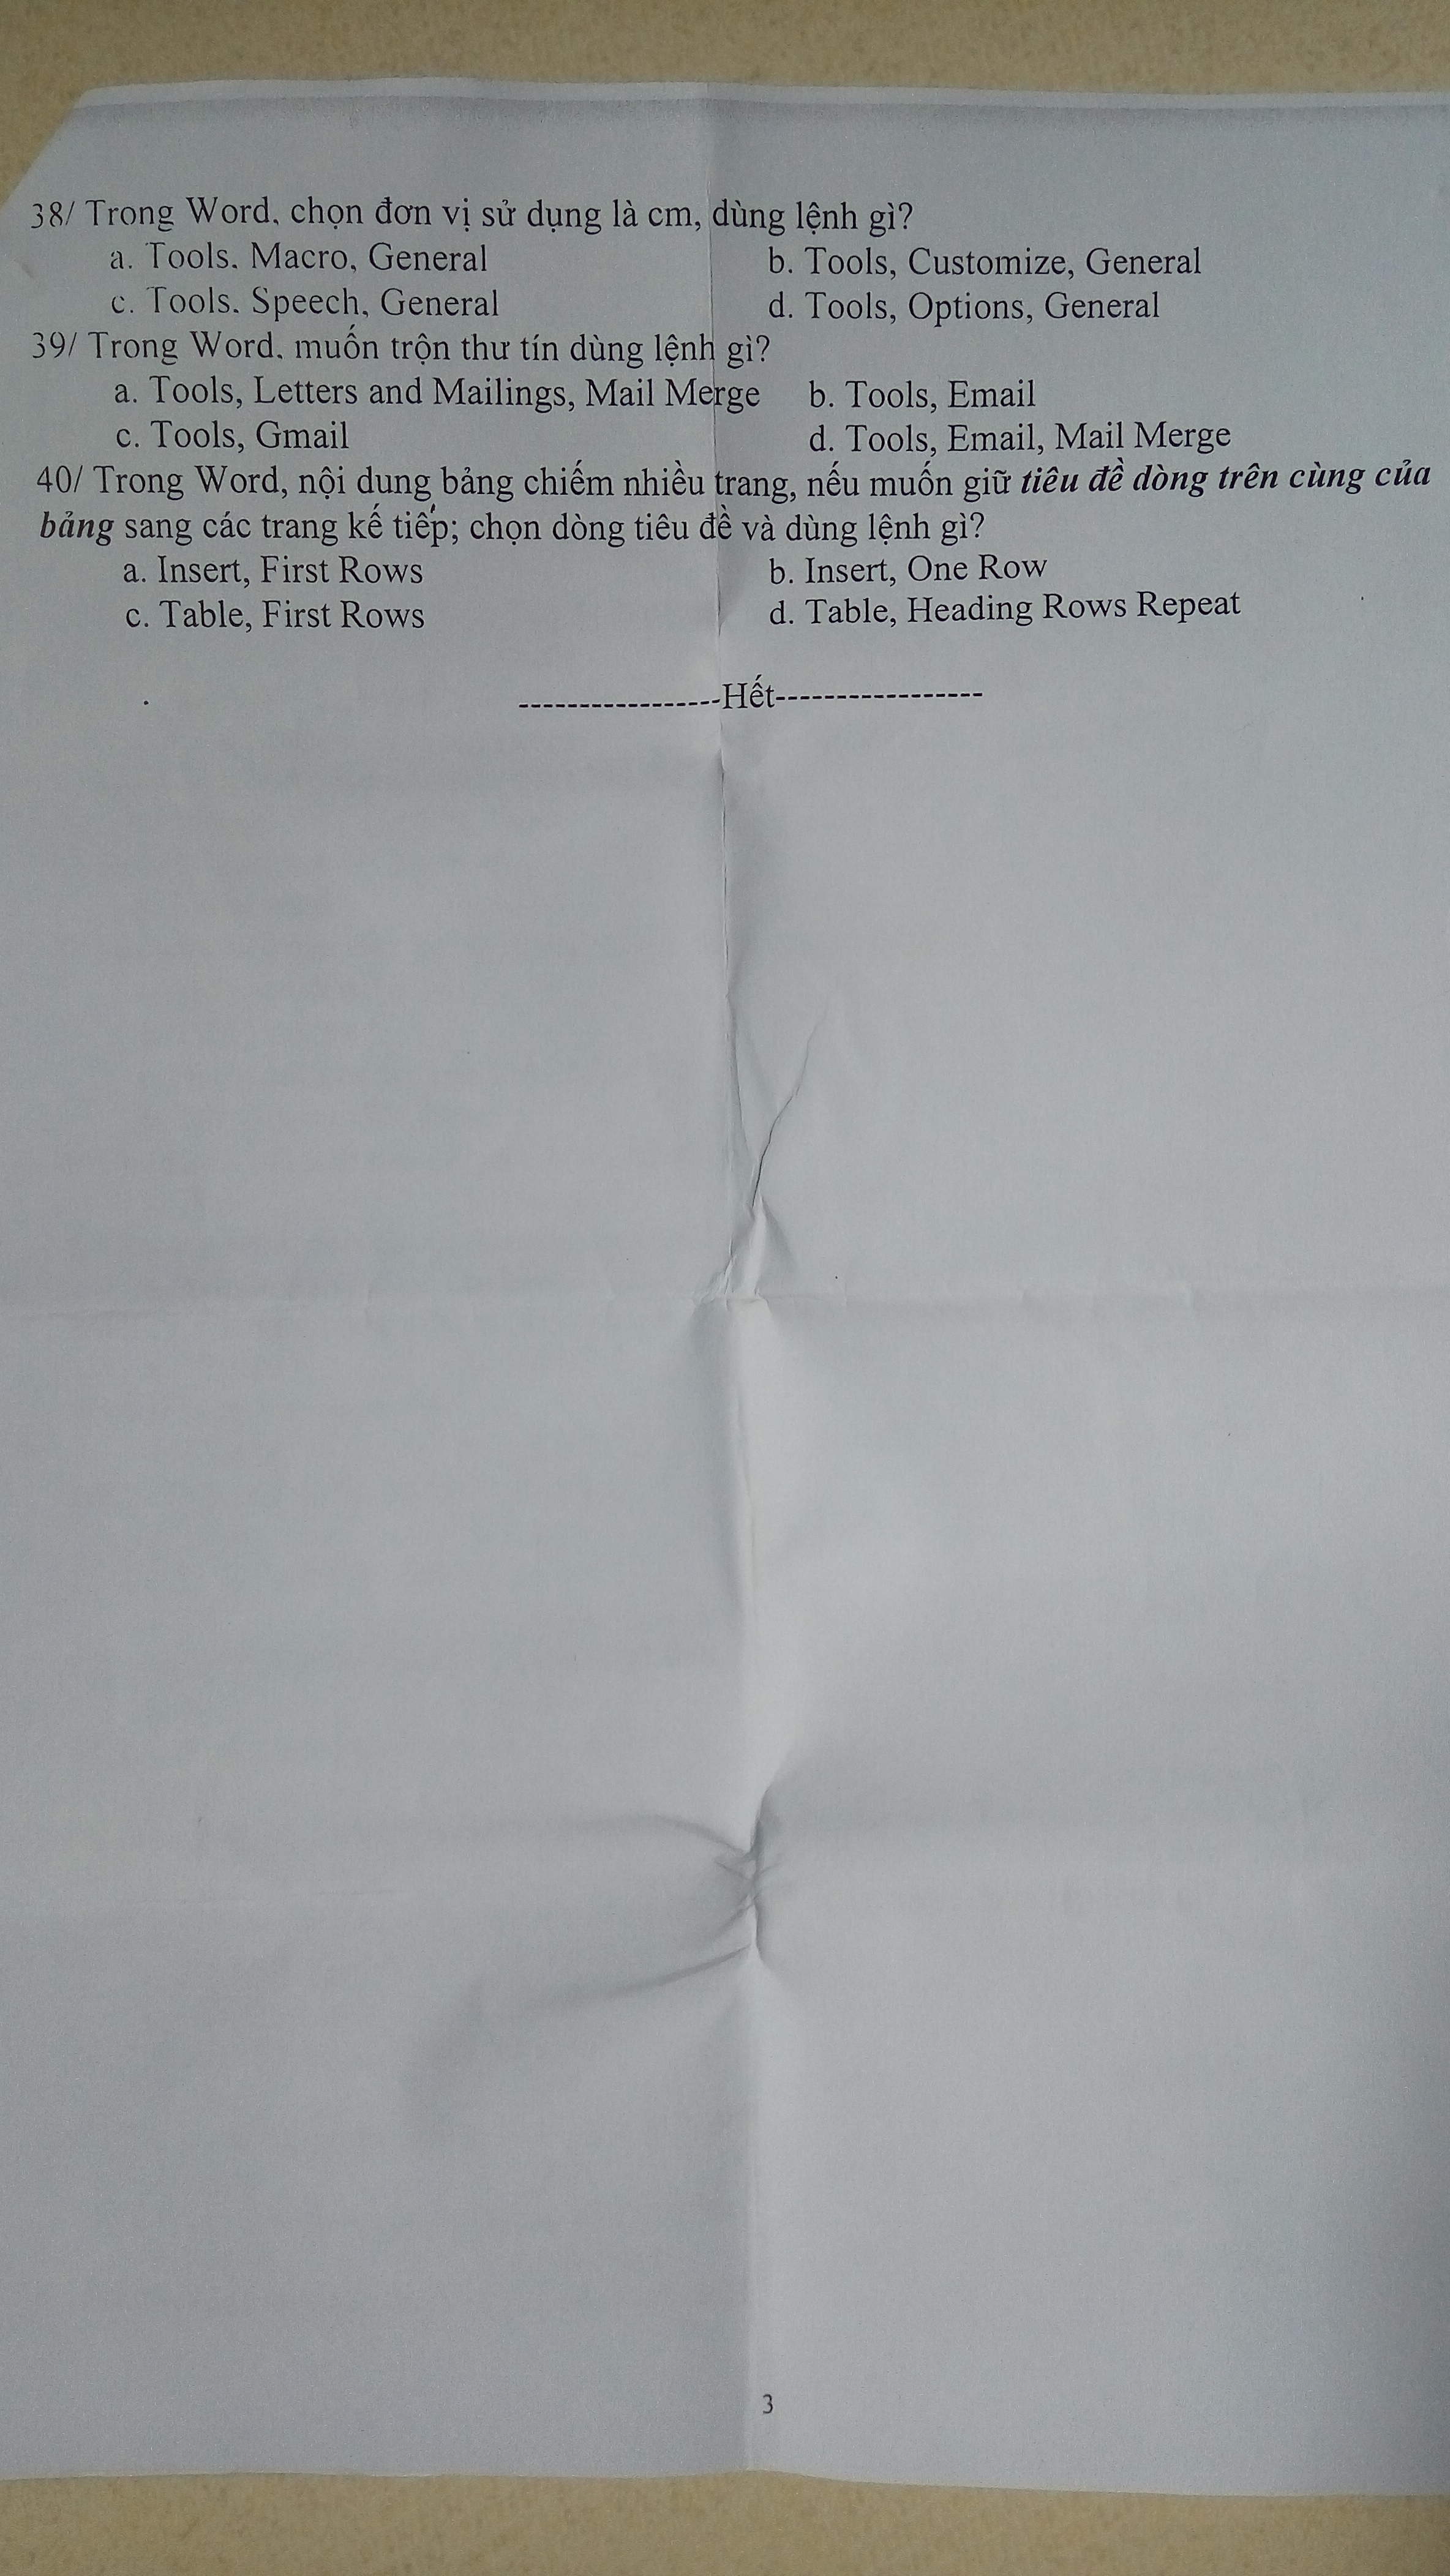 38/ Trong Word, chọn đơn vị sử dụng là cm, dùng lệnh gì?
a. Tools. Macro, General b. Tools, Customize, General
c. Tools. Speech, General d. Tools, Options, General
39/ Trong Word, muốn trộn thư tín dùng lệnh gì?
a. Tools, Letters and Mailings, Mail Merge b. Tools, Email
c. Tools, Gmail d. Tools, Email, Mail Merge
40/ Trong Word, nội dung bảng chiếm nhiều trang, nếu muốn giữ tiêu đề dòng trên cùng của
bảng sang các trang kế tiếp; chọn dòng tiêu đề và dùng lệnh gì?
a. Insert, First Rows b. Insert, One Row
c. Table, First Rows d. Table, Heading Rows Repeat
-----------------Hết-----------------
3